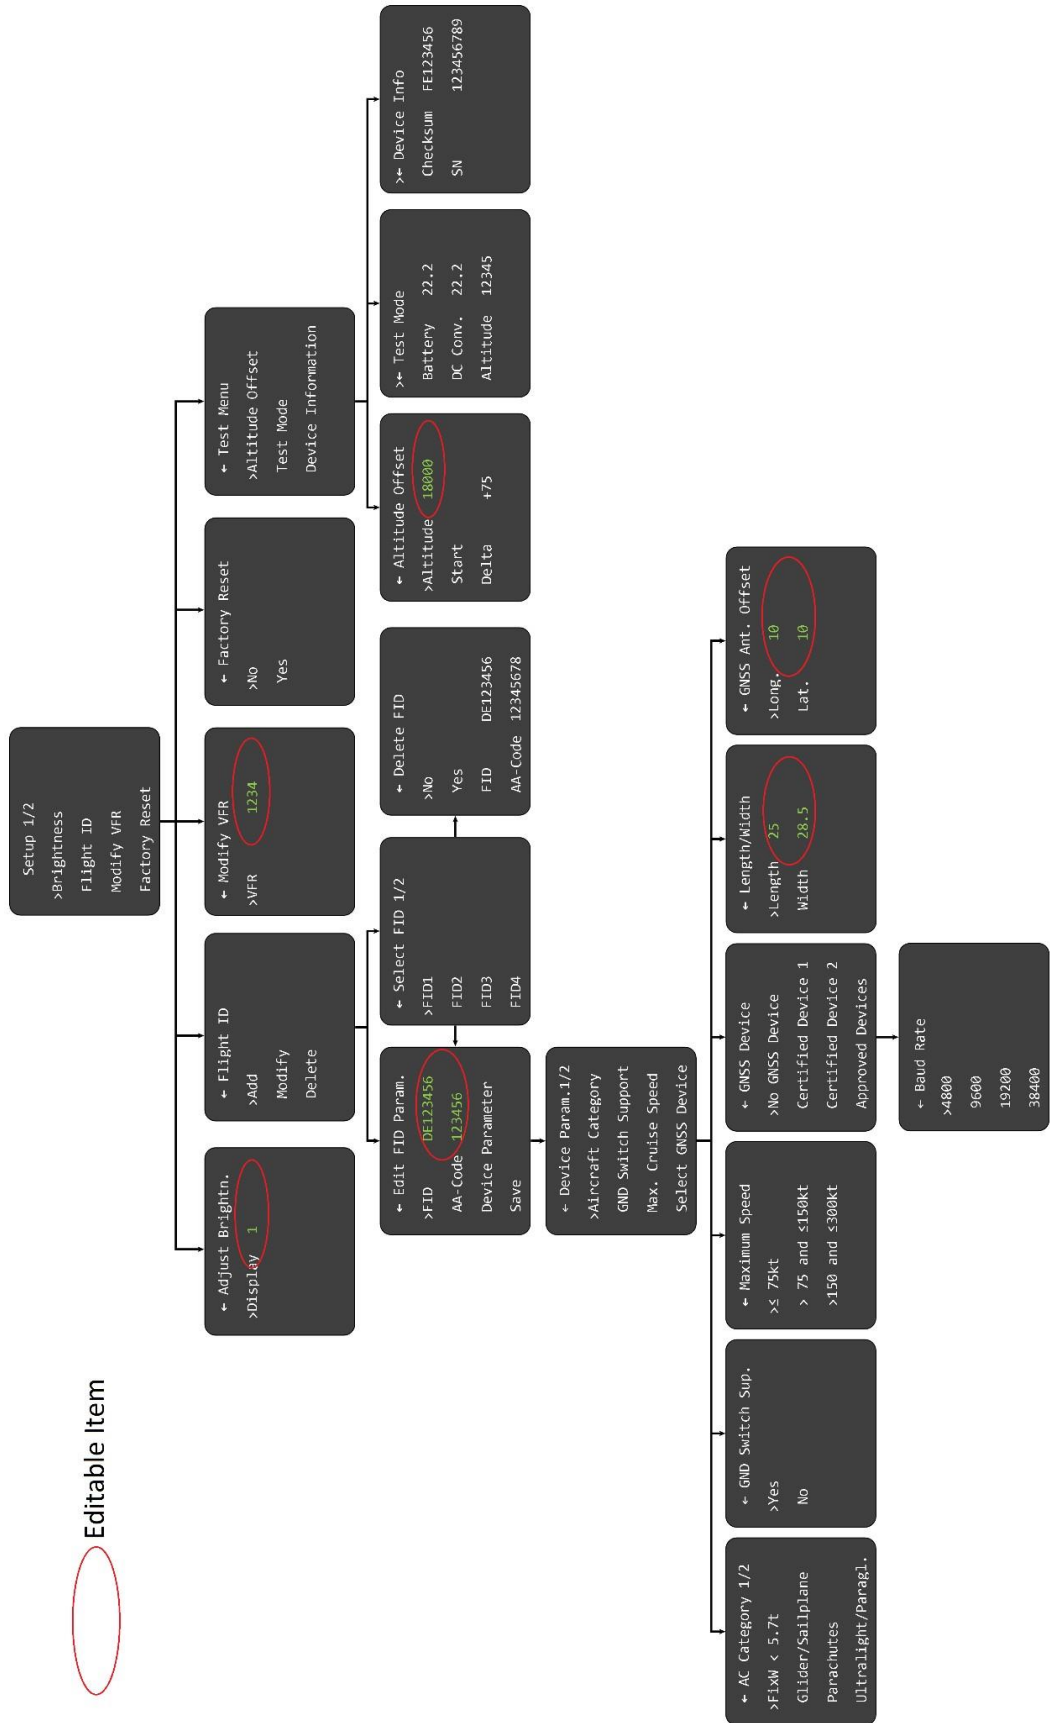 Editable Item
Setup 1/2
>Brightness
Flight ID
Modify VFR
Factory Reset
← Adjust Brightn.
>Display 1
← Flight ID
>Add
Modify
Delete
← Modify VFR
>VFR 1234
← Factory Reset
>No
Yes
← Test Menu
>Altitude Offset
Test Mode
Device Information
← Edit FID Param.
>FID DE123456
AA-Code 123456
Device Parameter
Save
← Select FID 1/2
>FID1
FID2
FID3
FID4
← Delete FID
>No
Yes
FID DE123456
AA-Code 12345678
← Altitude Offset
>Altitude 18000
Start
Delta +75
>← Test Mode
Battery 22.2
DC Conv. 22.2
Altitude 12345
>← Device Info
Checksum FE123456
SN 123456789
← Device Param.1/2
>Aircraft Category
GND Switch Support
Max. Cruise Speed
Select GNSS Device
← AC Category 1/2
>FixW < 5.7t
Glider/Sailplane
Parachutes
Ultralight/Paragl.
← GND Switch Sup.
>Yes
No
← Maximum Speed
>≤ 75kt
> 75 and ≤150kt
>150 and ≤300kt
← GNSS Device
>No GNSS Device
Certified Device 1
Certified Device 2
Approved Devices
← Length/Width
>Length 25
Width 28.5
← GNSS Ant. Offset
>Long. 10
Lat. 10
← Baud Rate
>4800
9600
19200
38400